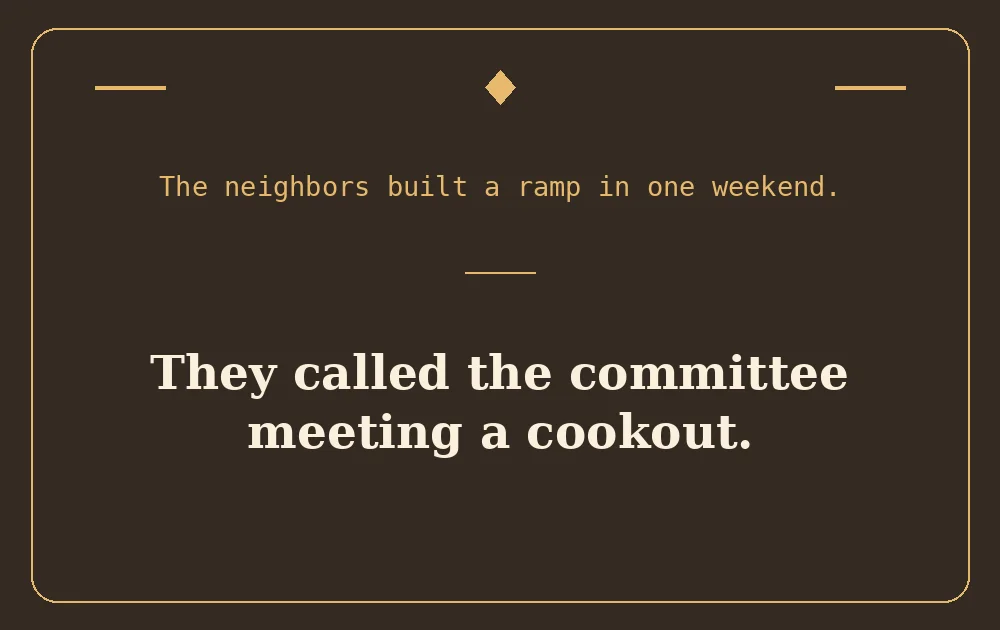 The neighbors built a ramp in one weekend.
They called the committee
meeting a cookout.